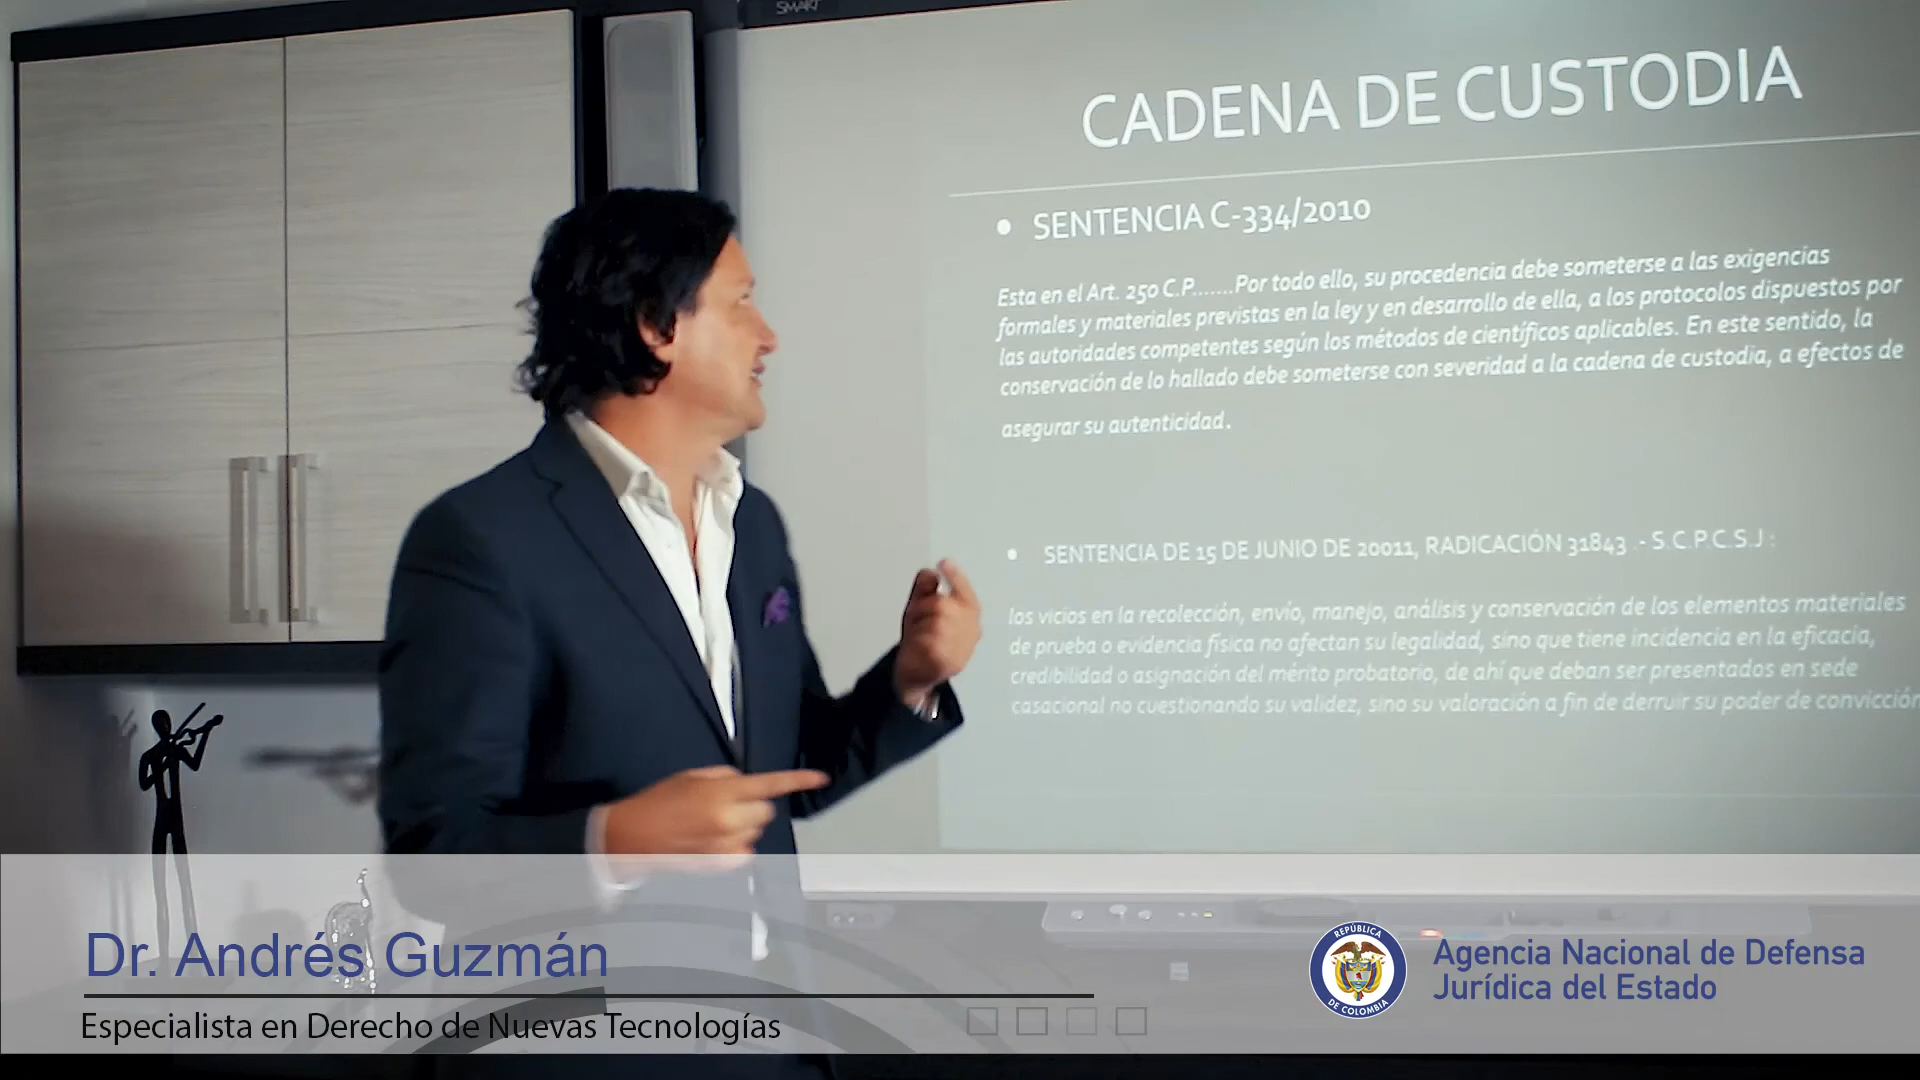 SMART
CADENA DE CUSTODIA
• SENTENCIA C-334/2010
Esta en el Art. 250 C.P.......Por todo ello, su procedencia debe someterse a las exigencias
formales y materiales previstas en la ley y en desarrollo de ella, a los protocolos dispuestos por
las autoridades competentes según los métodos de científicos aplicables. En este sentido, la
conservación de lo hallado debe someterse con severidad a la cadena de custodia, a efectos de
asegurar su autenticidad.
• SENTENCIA DE 15 DE JUNIO DE 20011, RADICACIÓN 31843 .- S.C.P.C.S.J :
los vicios en la recolección, envío, manejo, análisis y conservación de los elementos materiales
de prueba o evidencia física no afectan su legalidad, sino que tiene incidencia en la eficacia,
credibilidad o asignación del mérito probatorio, de ahí que deban ser presentados en sede
casacional no cuestionando su validez, sino su valoración a fin de derruir su poder de convicción
Dr. Andrés Guzmán
Especialista en Derecho de Nuevas Tecnologías
REPÚBLICA
DE COLOMBIA
Agencia Nacional de Defensa
Jurídica del Estado